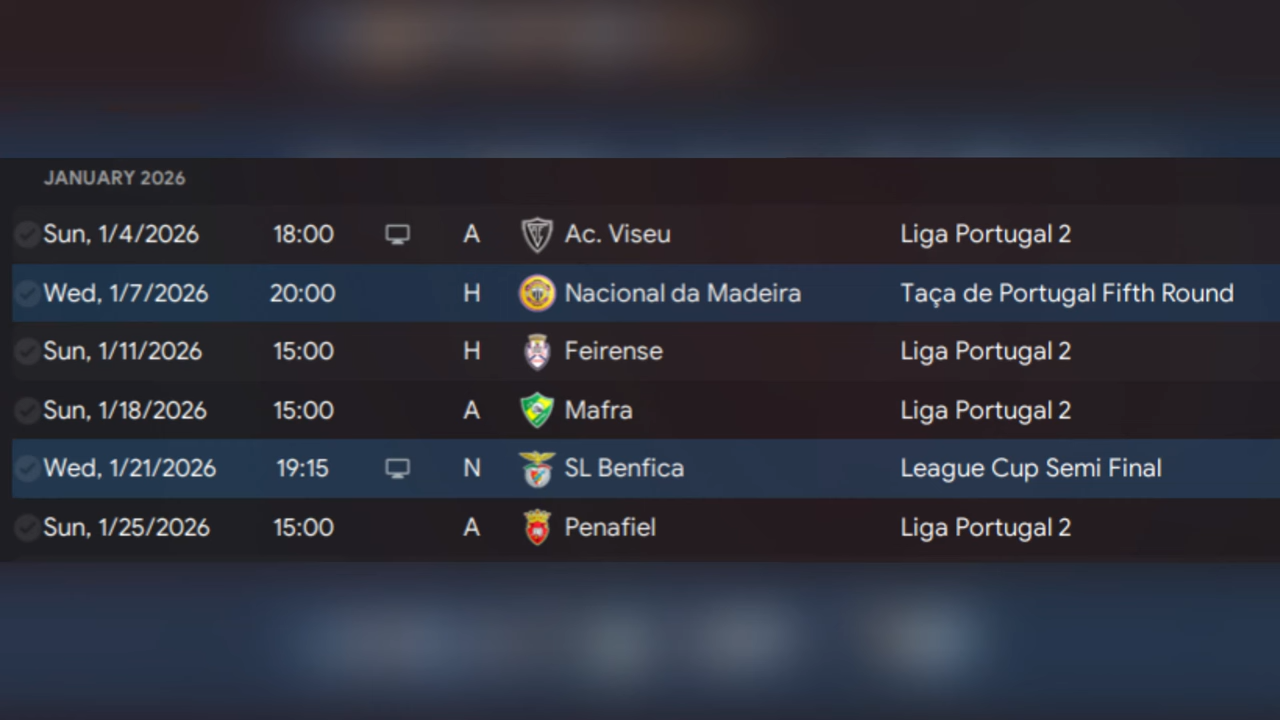 JANUARY 2026
Sun, 1/4/2026 18:00 A Ac. Viseu Liga Portugal 2
Wed, 1/7/2026 20:00 H Nacional da Madeira Taça de Portugal Fifth Round
Sun, 1/11/2026 15:00 H Feirense Liga Portugal 2
Sun, 1/18/2026 15:00 A Mafra Liga Portugal 2
Wed, 1/21/2026 19:15 N SL Benfica League Cup Semi Final
Sun, 1/25/2026 15:00 A Penafiel Liga Portugal 2